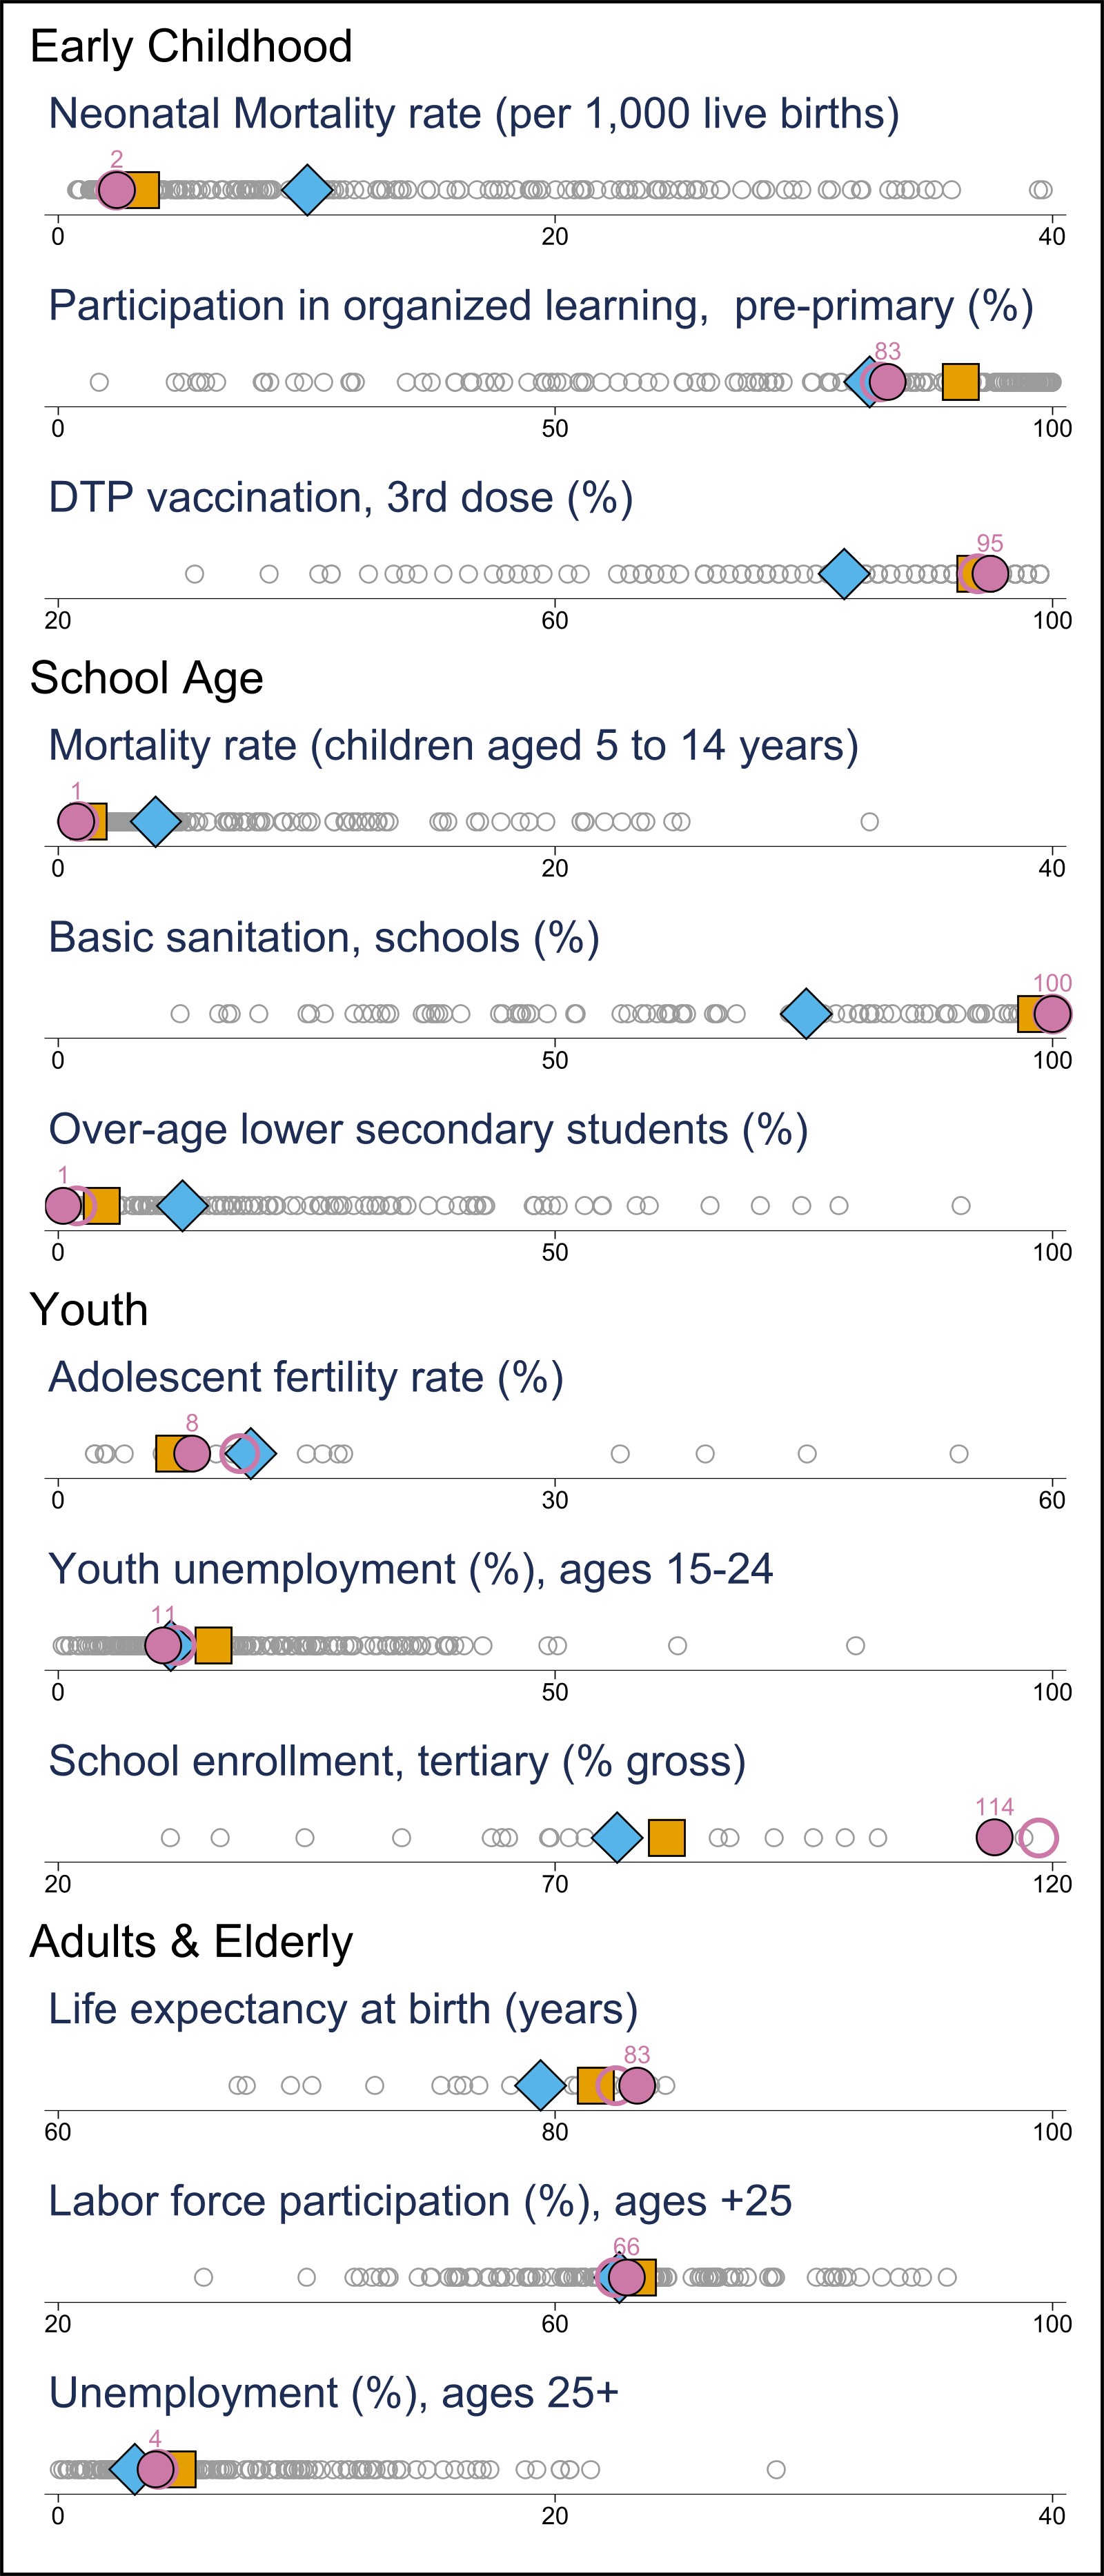 Early Childhood
Neonatal Mortality rate (per 1,000 live births)
2
0 20 40
Participation in organized learning, pre-primary (%)
83
0 50 100
DTP vaccination, 3rd dose (%)
95
20 60 100
School Age
Mortality rate (children aged 5 to 14 years)
1
0 20 40
Basic sanitation, schools (%)
100
0 50 100
Over-age lower secondary students (%)
1
0 50 100
Youth
Adolescent fertility rate (%)
8
0 30 60
Youth unemployment (%), ages 15-24
11
0 50 100
School enrollment, tertiary (% gross)
114
20 70 120
Adults & Elderly
Life expectancy at birth (years)
83
60 80 100
Labor force participation (%), ages +25
66
20 60 100
Unemployment (%), ages 25+
4
0 20 40